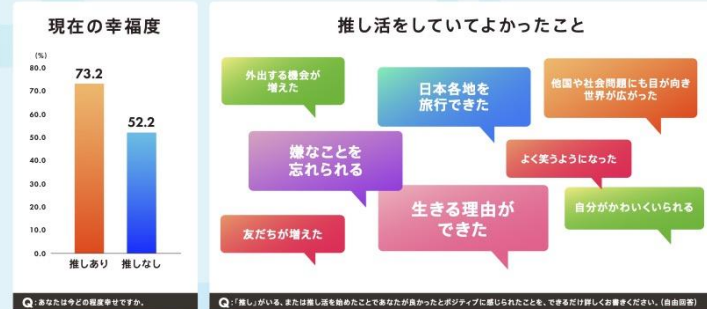 現在の幸福度
(%)
80.0
70.0
60.0
50.0
40.0
30.0
20.0
10.0
0.0
73.2
52.2
推しあり
推しなし
Q:あなたは今どの程度幸せですか。
推し活をしていてよかったこと
外出する機会が
増えた
日本各地を
旅行できた
他国や社会問題にも目が向き
世界が広がった
嫌なことを
忘れられる
よく笑うようになった
友だちが増えた
生きる理由が
できた
自分がかわいくいられる
Q:「推し」がいる、または推し活を始めたことであなたが良かったとポジティブに感じられたことを、できるだけ詳しくお書きください。(自由回答)